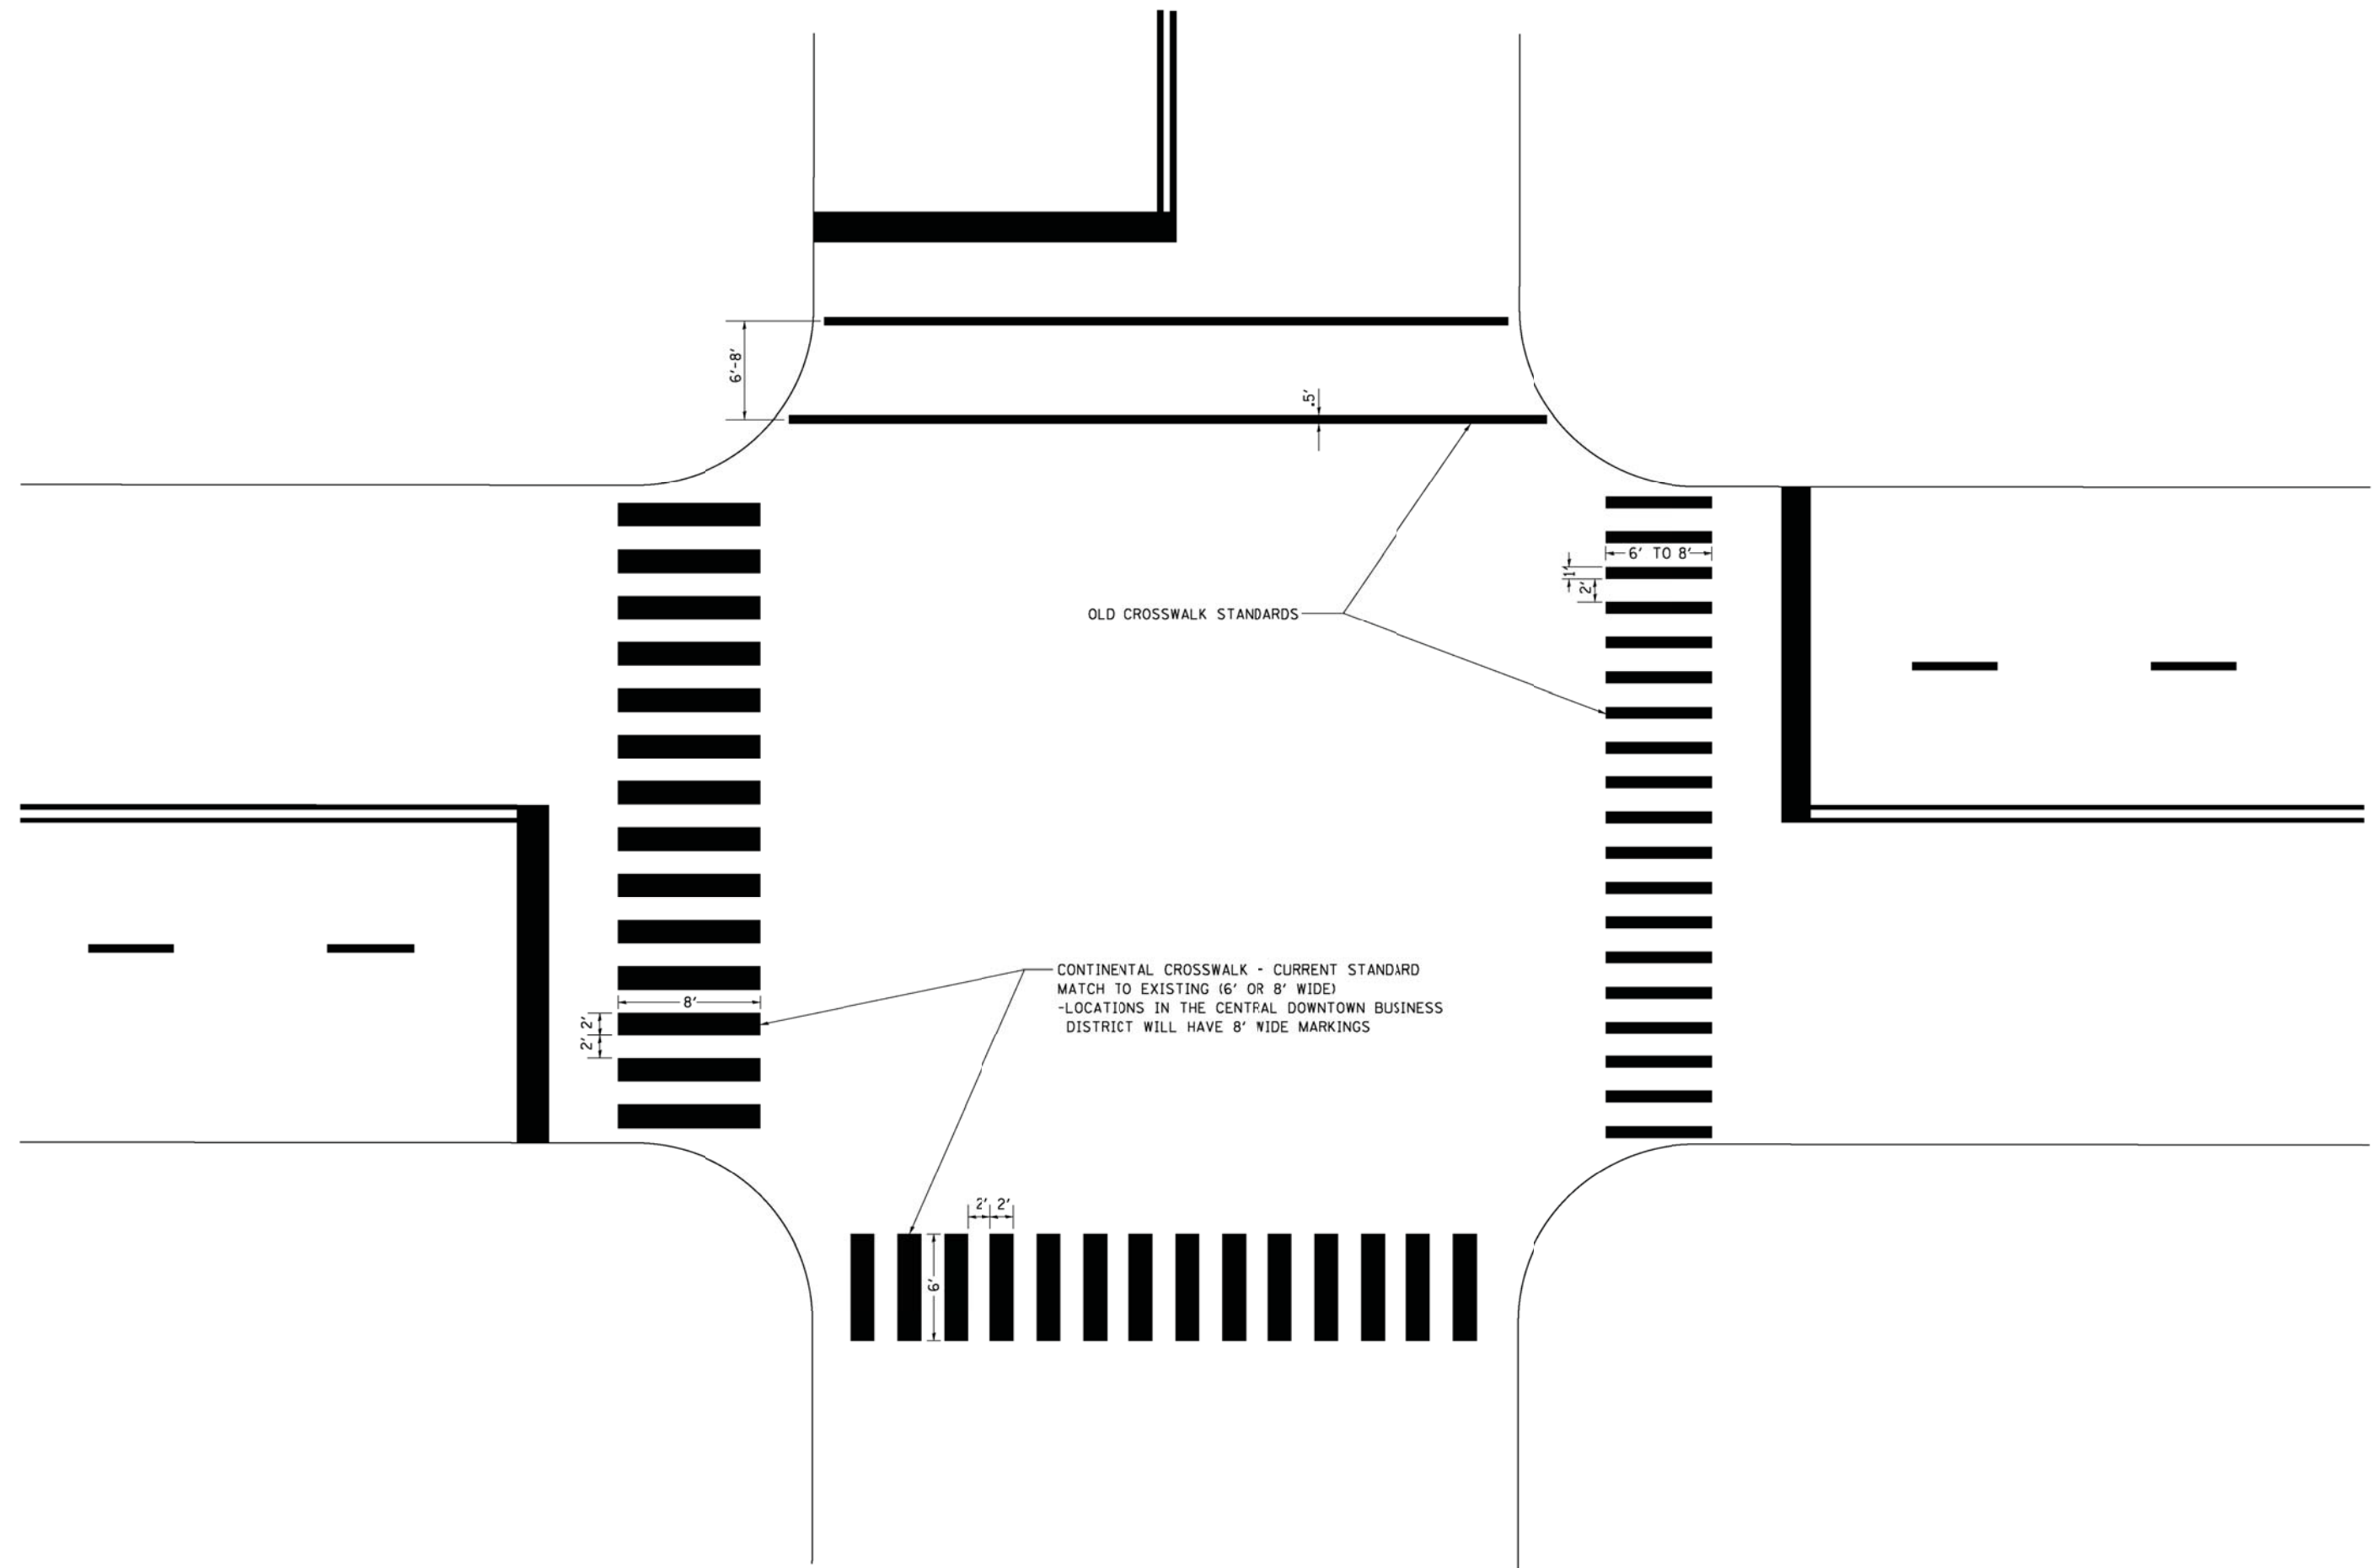 6'-8'
.5'
6' TO 8'
1'
2'
OLD CROSSWALK STANDARDS
CONTINENTAL CROSSWALK - CURRENT STANDARD
MATCH TO EXISTING (6' OR 8' WIDE)
-LOCATIONS IN THE CENTRAL DOWNTOWN BUSINESS
DISTRICT WILL HAVE 8' WIDE MARKINGS
8'
2'
2'
2' 2'
6'